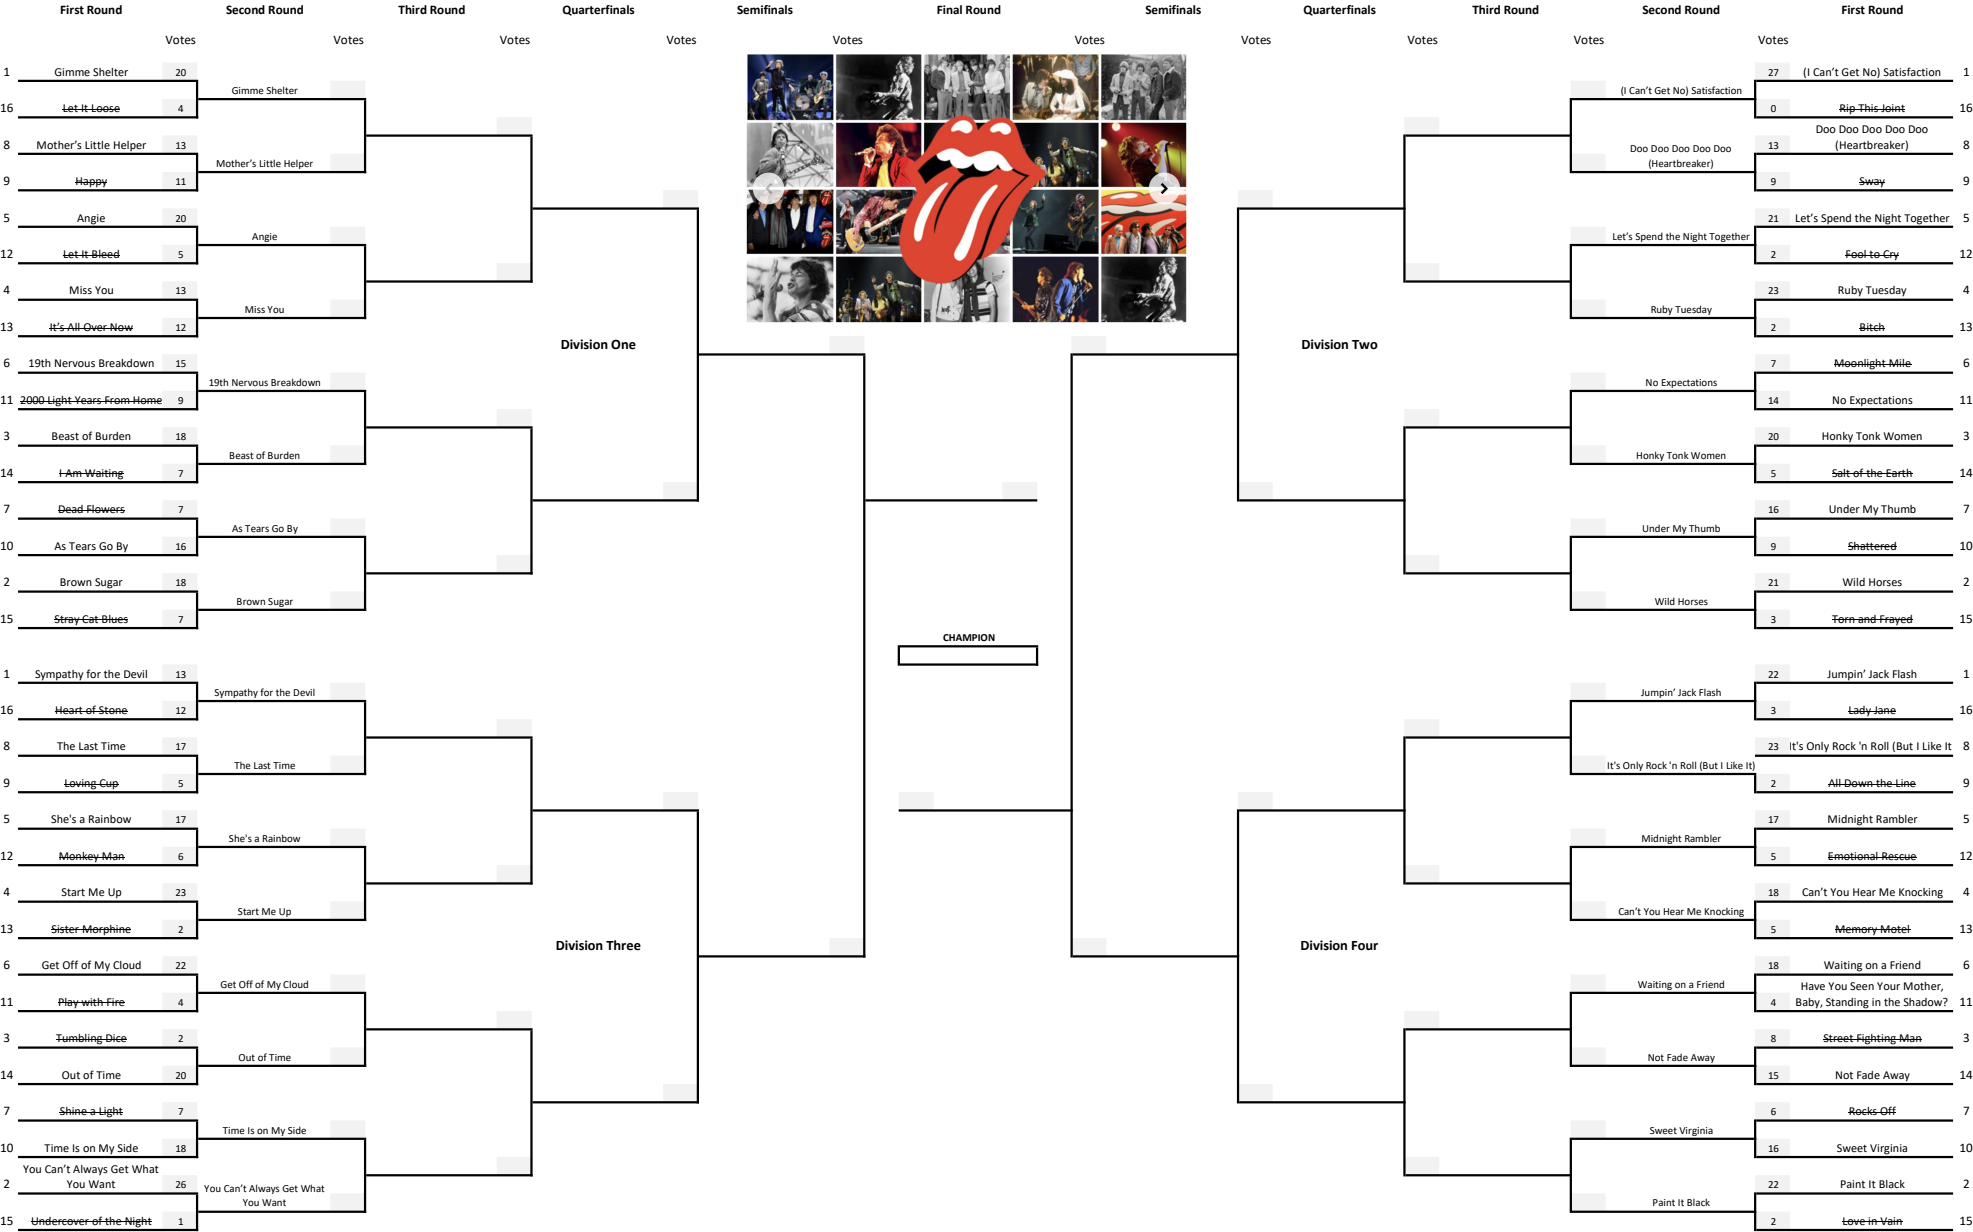 First Round Second Round Third Round Quarterfinals Semifinals Final Round Semifinals Quarterfinals Third Round Second Round First Round
Votes Votes Votes Votes Votes Votes Votes Votes Votes Votes
1 Gimme Shelter 20
Gimme Shelter
16 Let It Loose 4
8 Mother's Little Helper 13
Mother's Little Helper
9 Happy 11
5 Angie 20
Angie
12 Let It Bleed 5
4 Miss You 13
Miss You
13 It's All Over Now 12
6 19th Nervous Breakdown 15
19th Nervous Breakdown
11 2000 Light Years From Home 9
3 Beast of Burden 18
Beast of Burden
14 I Am Waiting 7
7 Dead Flowers 7
As Tears Go By
10 As Tears Go By 16
2 Brown Sugar 18
Brown Sugar
15 Stray Cat Blues 7
Division One
1 Sympathy for the Devil 13
Sympathy for the Devil
16 Heart of Stone 12
8 The Last Time 17
The Last Time
9 Loving Cup 5
5 She's a Rainbow 17
She's a Rainbow
12 Monkey Man 6
4 Start Me Up 23
Start Me Up
13 Sister Morphine 2
6 Get Off of My Cloud 22
Get Off of My Cloud
11 Play with Fire 4
3 Tumbling Dice 2
Out of Time
14 Out of Time 20
7 Shine a Light 7
Time Is on My Side
10 Time Is on My Side 18
You Can't Always Get What
2 You Want 26
You Can't Always Get What
You Want
15 Undercover of the Night 1
Division Three
CHAMPION
Division Two
27 (I Can't Get No) Satisfaction 1
(I Can't Get No) Satisfaction
0 Rip This Joint 16
Doo Doo Doo Doo Doo
13 (Heartbreaker) 8
Doo Doo Doo Doo Doo
(Heartbreaker)
9 Sway 9
21 Let's Spend the Night Together 5
Let's Spend the Night Together
2 Fool to Cry 12
23 Ruby Tuesday 4
Ruby Tuesday
2 Bitch 13
7 Moonlight Mile 6
No Expectations
14 No Expectations 11
20 Honky Tonk Women 3
Honky Tonk Women
5 Salt of the Earth 14
16 Under My Thumb 7
Under My Thumb
9 Shattered 10
21 Wild Horses 2
Wild Horses
3 Torn and Frayed 15
Division Four
22 Jumpin' Jack Flash 1
Jumpin' Jack Flash
3 Lady Jane 16
23 It's Only Rock 'n Roll (But I Like It 8
It's Only Rock 'n Roll (But I Like It)
2 All Down the Line 9
17 Midnight Rambler 5
Midnight Rambler
5 Emotional Rescue 12
18 Can't You Hear Me Knocking 4
Can't You Hear Me Knocking
5 Memory Motel 13
18 Waiting on a Friend 6
Waiting on a Friend
Have You Seen Your Mother,
4 Baby, Standing in the Shadow? 11
8 Street Fighting Man 3
Not Fade Away
15 Not Fade Away 14
6 Rocks Off 7
Sweet Virginia
16 Sweet Virginia 10
22 Paint It Black 2
Paint It Black
2 Love in Vain 15